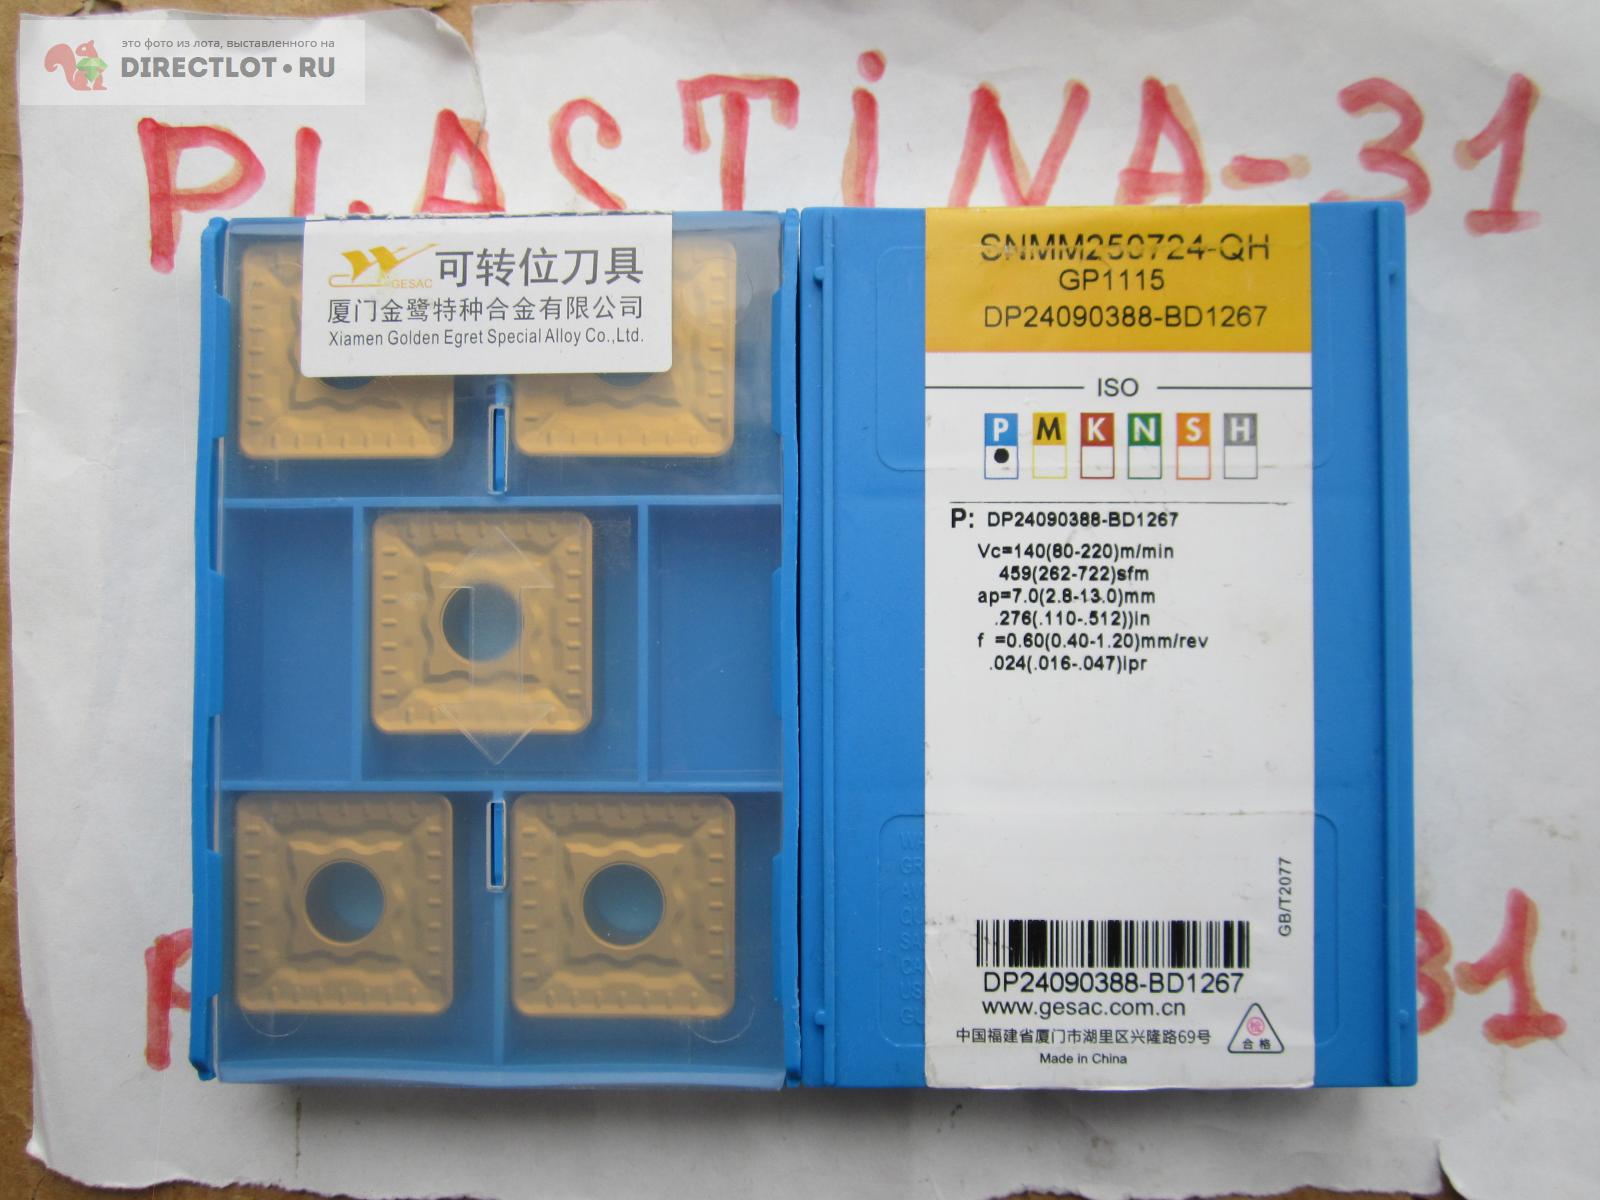 это фото из лота, выставленного на
DIRECTLOT•RU
PLASTINA-31
GESAC
可转位刀具
厦门金鹭特种合金有限公司
Xiamen Golden Egret Special Alloy Co.,Ltd.
SNMM250724-QH
GP1115
DP24090388-BD1267
ISO
P M K N S H
P: DP24090388-BD1267
Vc=140(80-220)m/min
459(262-722)sfm
ap=7.0(2.8-13.0)mm
.276(.110-.512))in
f =0.60(0.40-1.20)mm/rev
.024(.016-.047)ipr
GB/T2077
DP24090388-BD1267
www.gesac.com.cn
中国福建省厦门市湖里区兴隆路69号
合格
Made in China
31